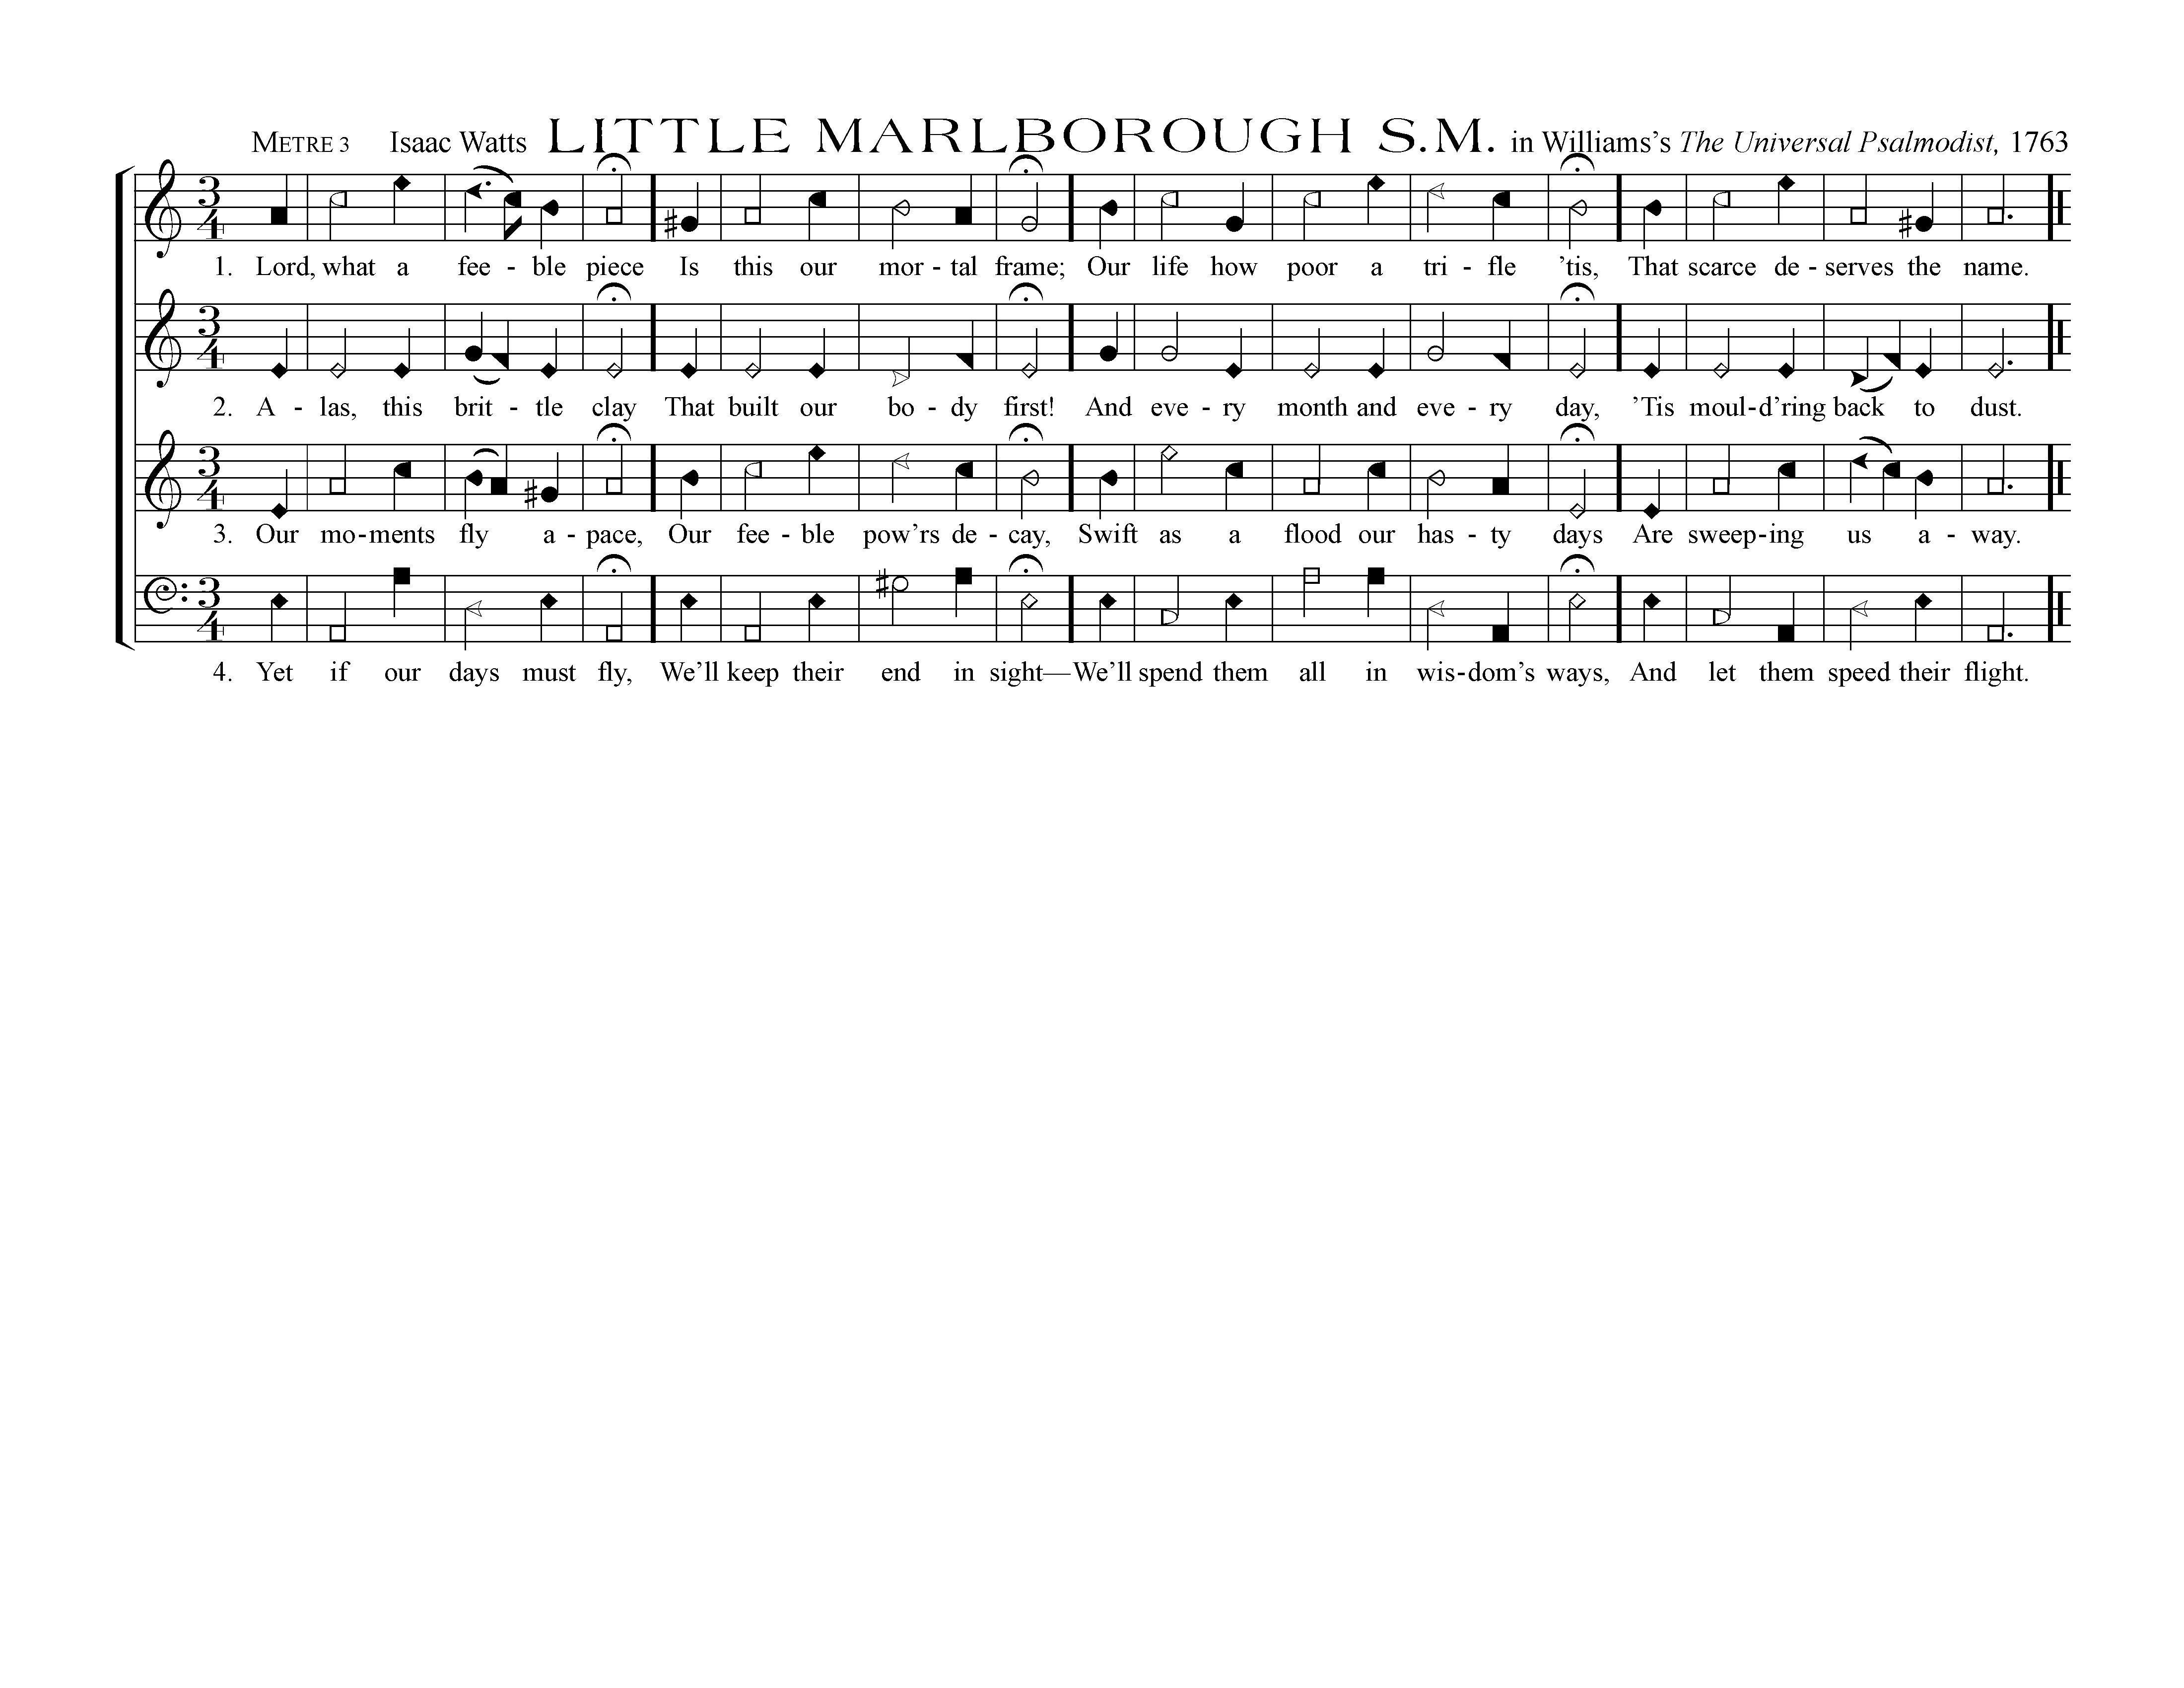 METRE 3 Isaac Watts LITTLE MARLBOROUGH S.M. in Williams’s The Universal Psalmodist, 1763
3 4
1. Lord, what a fee - ble piece Is this our mor - tal frame; Our life how poor a tri - fle ’tis, That scarce de - serves the name.
3 4
2. A - las, this brit - tle clay That built our bo - dy first! And eve - ry month and eve - ry day, ’Tis moul - d’ring back to dust.
3 4
3. Our mo - ments fly a - pace, Our fee - ble pow’rs de - cay, Swift as a flood our has - ty days Are sweep - ing us a - way.
3 4
4. Yet if our days must fly, We’ll keep their end in sight—We’ll spend them all in wis - dom’s ways, And let them speed their flight.